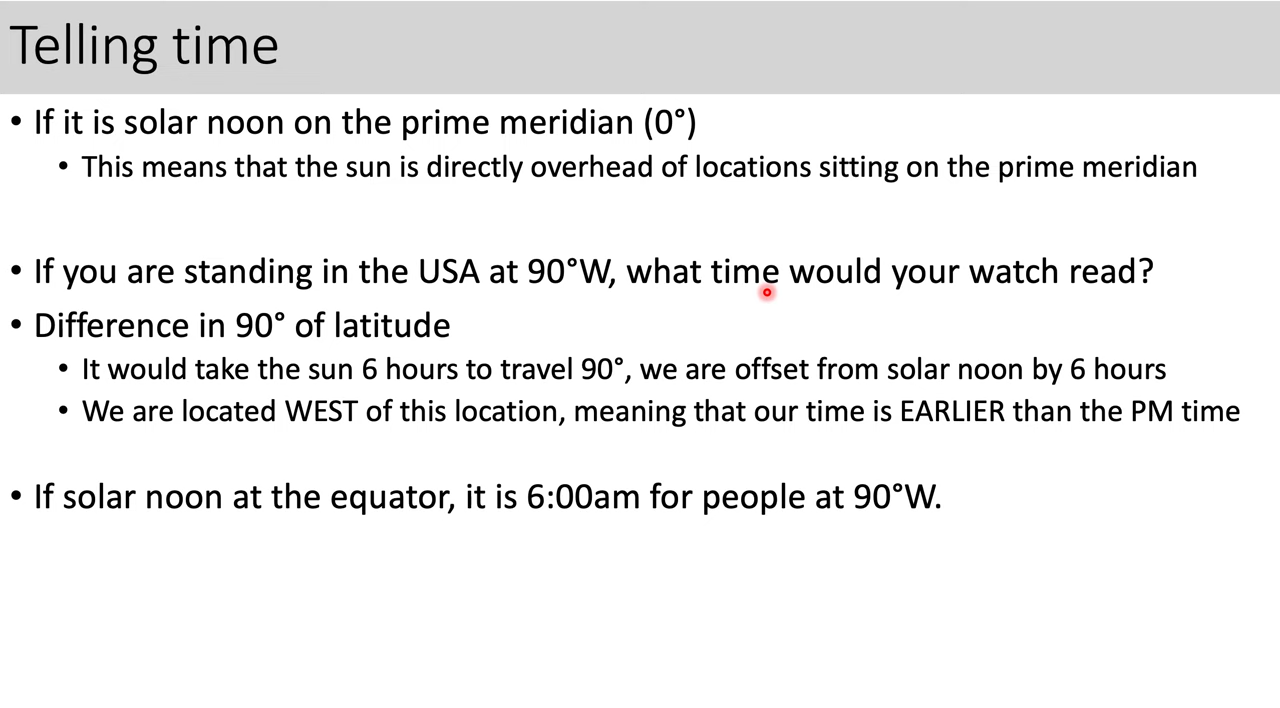 Telling time
• If it is solar noon on the prime meridian (0°)
• This means that the sun is directly overhead of locations sitting on the prime meridian
• If you are standing in the USA at 90°W, what time would your watch read?
• Difference in 90° of latitude
• It would take the sun 6 hours to travel 90°, we are offset from solar noon by 6 hours
• We are located WEST of this location, meaning that our time is EARLIER than the PM time
• If solar noon at the equator, it is 6:00am for people at 90°W.